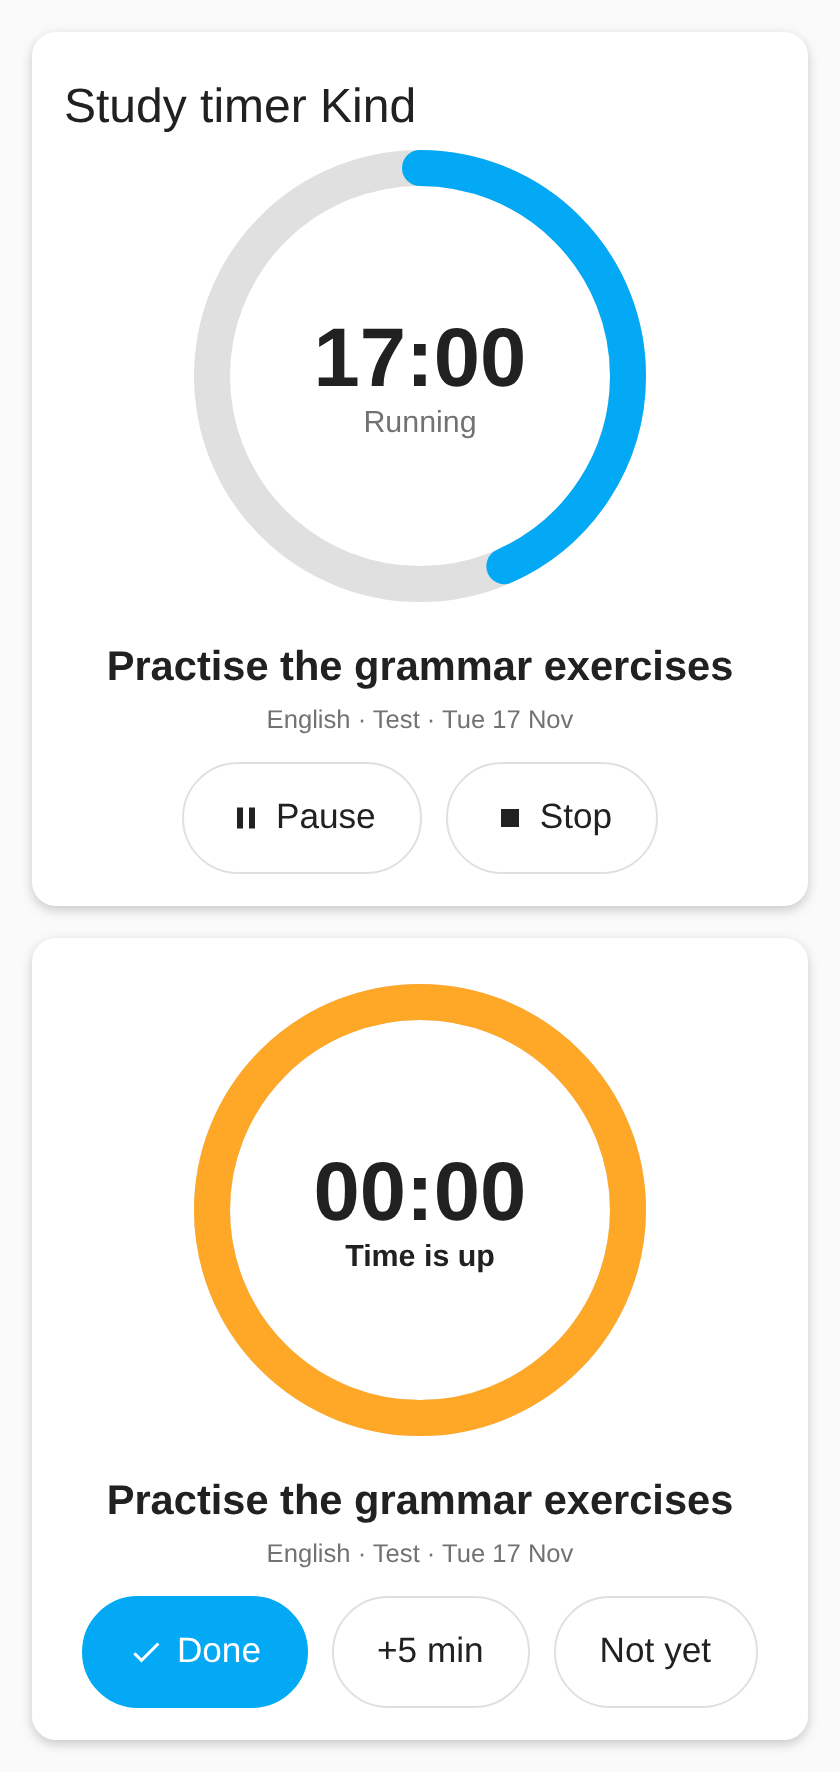 Study timer Kind
17:00
Running
Practise the grammar exercises
English · Test · Tue 17 Nov
Pause
Stop
00:00
Time is up
Practise the grammar exercises
English · Test · Tue 17 Nov
Done
+5 min
Not yet